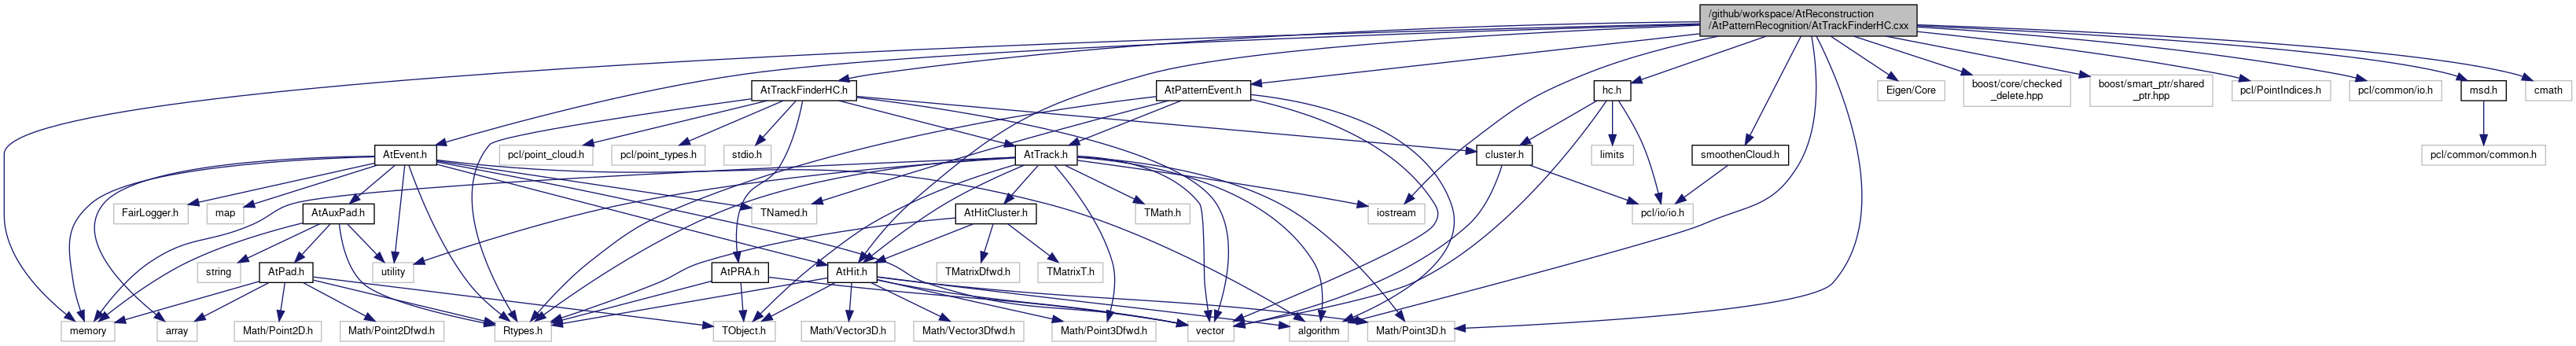 /github/workspace/AtReconstruction
/AtPatternRecognition/AtTrackFinderHC.cxx
AtTrackFinderHC.h
AtPatternEvent.h
hc.h
Eigen/Core
boost/core/checked
_delete.hpp
boost/smart_ptr/shared
_ptr.hpp
pcl/PointIndices.h
pcl/common/io.h
msd.h
cmath
AtEvent.h
pcl/point_cloud.h
pcl/point_types.h
stdio.h
AtTrack.h
cluster.h
limits
smoothenCloud.h
pcl/common/common.h
FairLogger.h
map
AtAuxPad.h
TNamed.h
AtHitCluster.h
TMath.h
iostream
pcl/io/io.h
string
AtPad.h
utility
AtPRA.h
AtHit.h
TMatrixDfwd.h
TMatrixT.h
memory
array
Math/Point2D.h
Math/Point2Dfwd.h
Rtypes.h
TObject.h
Math/Vector3D.h
Math/Vector3Dfwd.h
Math/Point3Dfwd.h
vector
algorithm
Math/Point3D.h